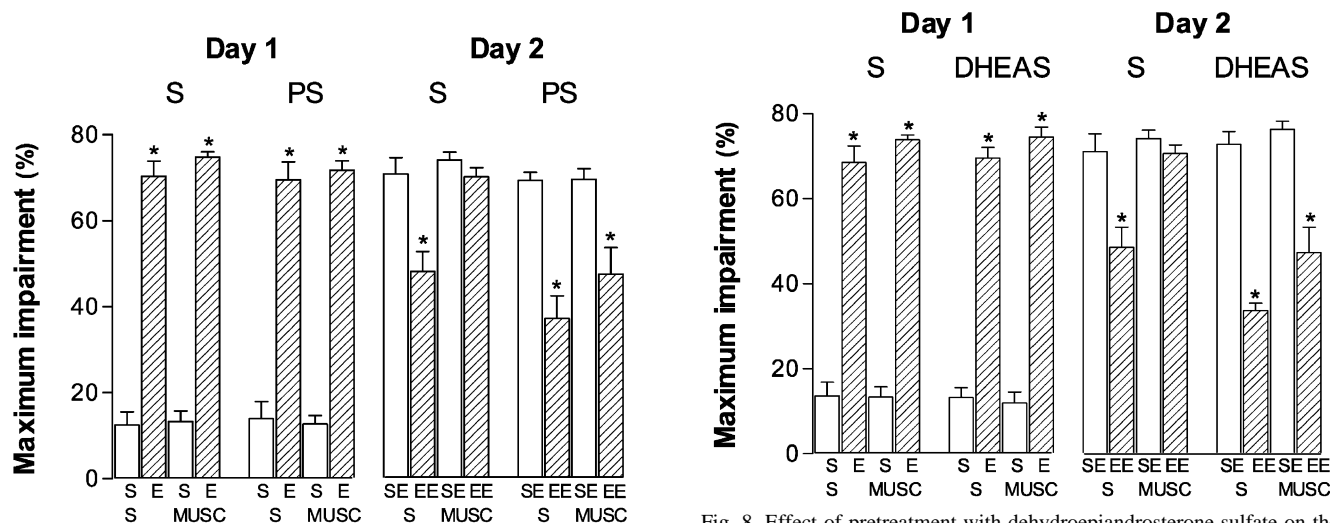 Day 1 Day 2
S PS S PS
Maximum impairment (%)
80
60
40
20
0
* * * * * * *
S E S E S E S E SE EE SE EE SE EE SE EE
S MUSC S MUSC S MUSC S MUSC
Day 1 Day 2
S DHEAS S DHEAS
Maximum impairment (%)
80
60
40
20
0
* * * * * * *
S E S E S E S E SE EE SE EE SE EE SE EE
S MUSC S MUSC S MUSC S MUSC
Fig. 8. Effect of pretreatment with dehydroepiandrosterone sulfate on th